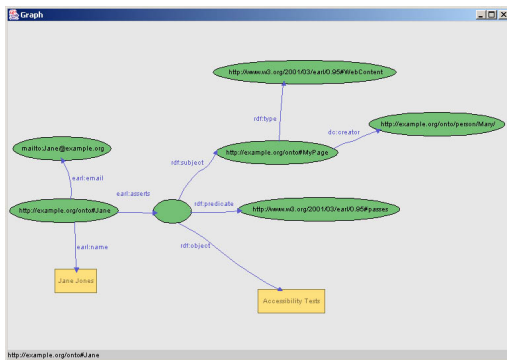 Graph
http://www.w3.org/2001/03/earl/0.95#WebContent
http://example.org/onto/person/Mary/
rdf:type
dc:creator
mailto:Jane@example.org
http://example.org/onto#MyPage
rdf:subject
earl:email
earl:asserts
rdf:predicate
http://example.org/onto#Jane
http://www.w3.org/2001/03/earl/0.95#passes
rdf:object
earl:name
Jane Jones
Accessibility Tests
http://example.org/onto#Jane